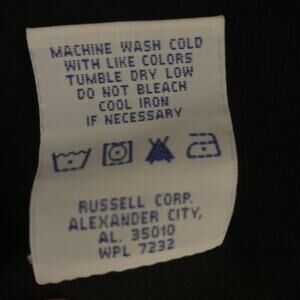 MACHINE WASH COLD
WITH LIKE COLORS
TUMBLE DRY LOW
DO NOT BLEACH
COOL IRON
IF NECESSARY
RUSSELL CORP.
ALEXANDER CITY,
AL. 35010
WPL 7232